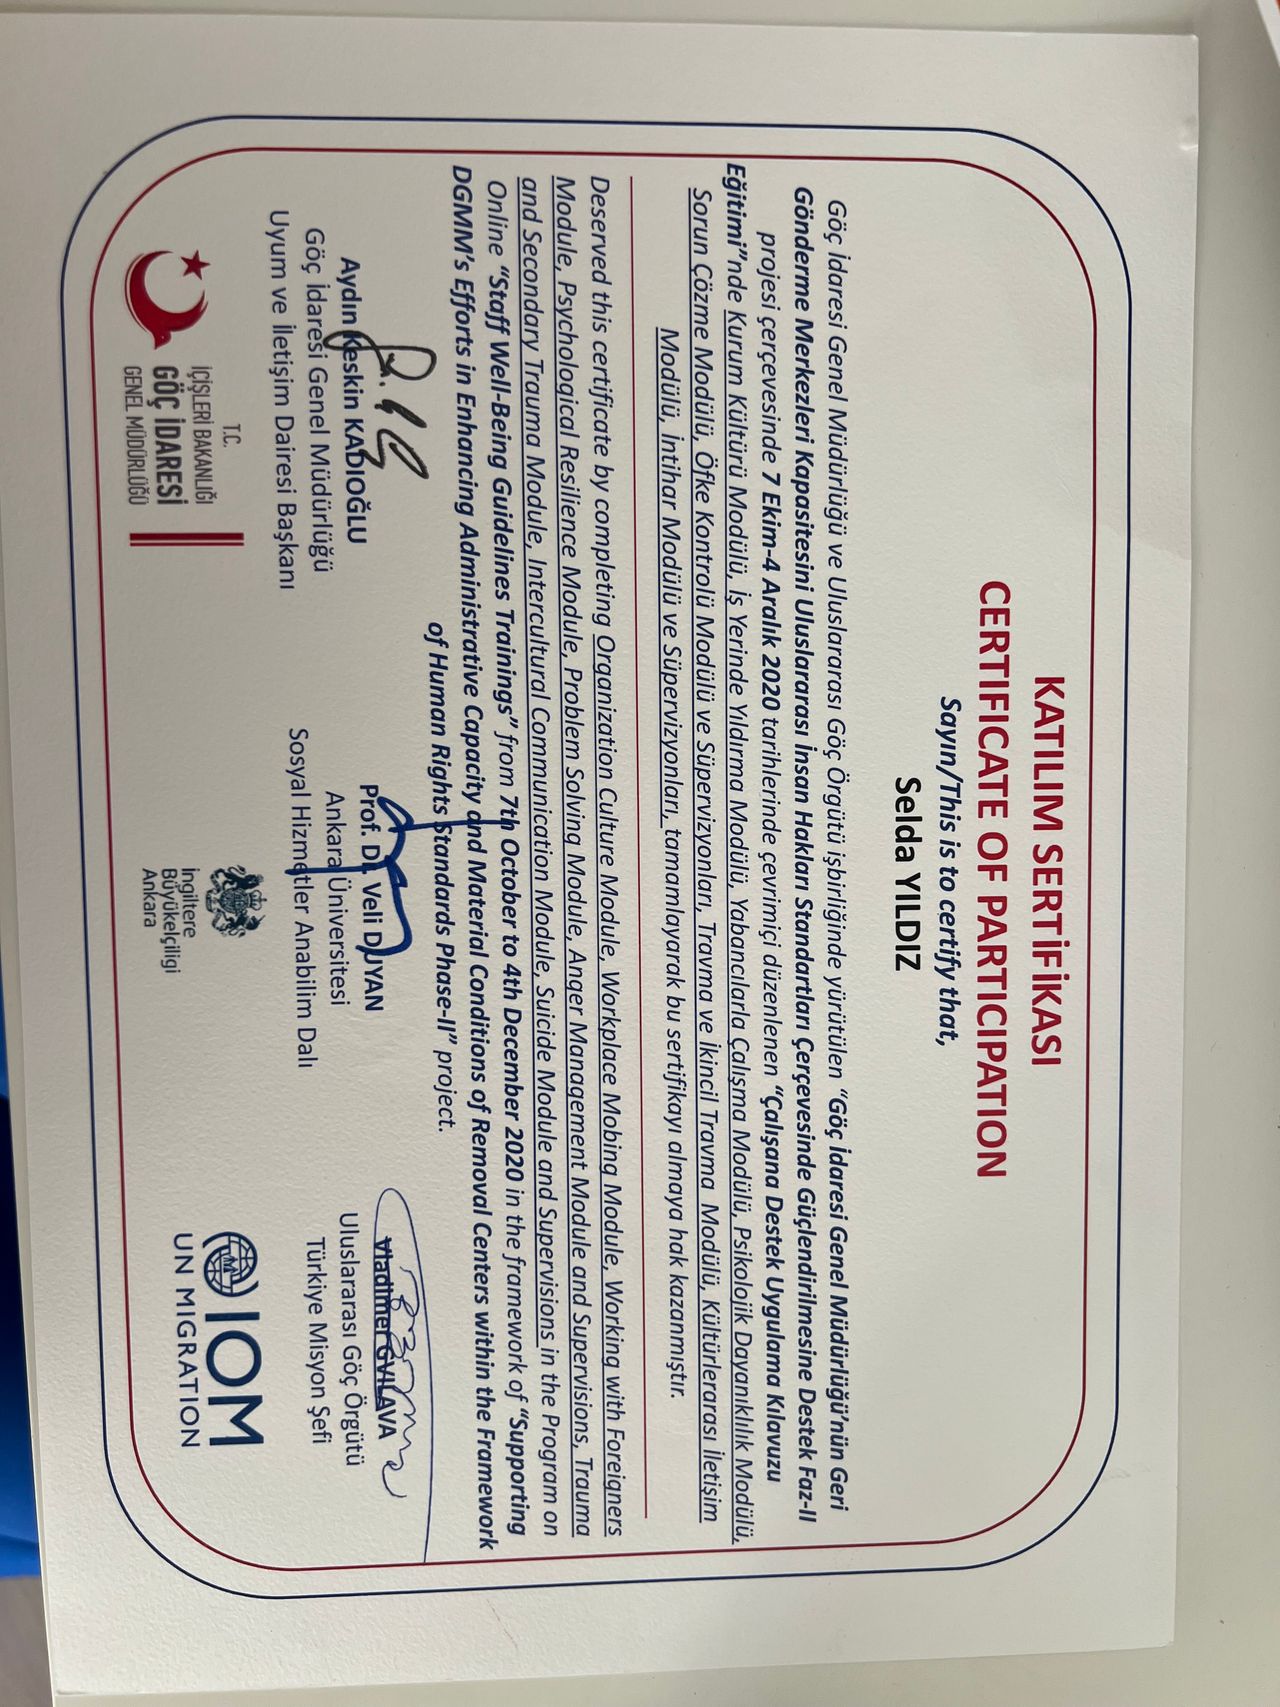 KATILIM SERTİFİKASI
CERTIFICATE OF PARTICIPATION
Sayın/This is to certify that,
Selda YILDIZ
Göç İdaresi Genel Müdürlüğü ve Uluslararası Göç Örgütü işbirliğinde yürütülen "Göç İdaresi Genel Müdürlüğü'nün Geri
Gönderme Merkezleri Kapasitesini Uluslararası İnsan Hakları Standartları Çerçevesinde Güçlendirilmesine Destek Faz-II
projesi çerçevesinde 7 Ekim-4 Aralık 2020 tarihlerinde çevrimiçi düzenlenen "Çalışana Destek Uygulama Kılavuzu
Eğitimi"nde Kurum Kültürü Modülü, İş Yerinde Yıldırma Modülü, Yabancılarla Çalışma Modülü, Psikolojik Dayanıklılık Modülü,
Sorun Çözme Modülü, Öfke Kontrolü Modülü ve Süpervizyonları, Travma ve İkincil Travma Modülü, Kültürlerarası İletişim
Modülü, İntihar Modülü ve Süpervizyonları, tamamlayarak bu sertifikayı almaya hak kazanmıştır.
Deserved this certificate by completing Organization Culture Module, Workplace Mobing Module, Working with Foreigners
Module, Psychological Resilience Module, Problem Solving Module, Anger Management Module and Supervisions, Trauma
and Secondary Trauma Module, Intercultural Communication Module, Suicide Module and Supervisions in the Program on
Online "Staff Well-Being Guidelines Trainings" from 7th October to 4th December 2020 in the framework of "Supporting
DGMM's Efforts in Enhancing Administrative Capacity and Material Conditions of Removal Centers within the Framework
of Human Rights Standards Phase-II" project.
Aydın Keskin KADIOĞLU
Göç İdaresi Genel Müdürlüğü
Uyum ve İletişim Dairesi Başkanı
Prof. Dr. Veli DUYAN
Ankara Üniversitesi
Sosyal Hizmetler Anabilim Dalı
Vladimer GVILAVA
Uluslararası Göç Örgütü
Türkiye Misyon Şefi
T.C.
İÇİŞLERİ BAKANLIĞI
GÖÇ İDARESİ
GENEL MÜDÜRLÜĞÜ
İngiltere
Büyükelçiliği
Ankara
IOM
UN MIGRATION